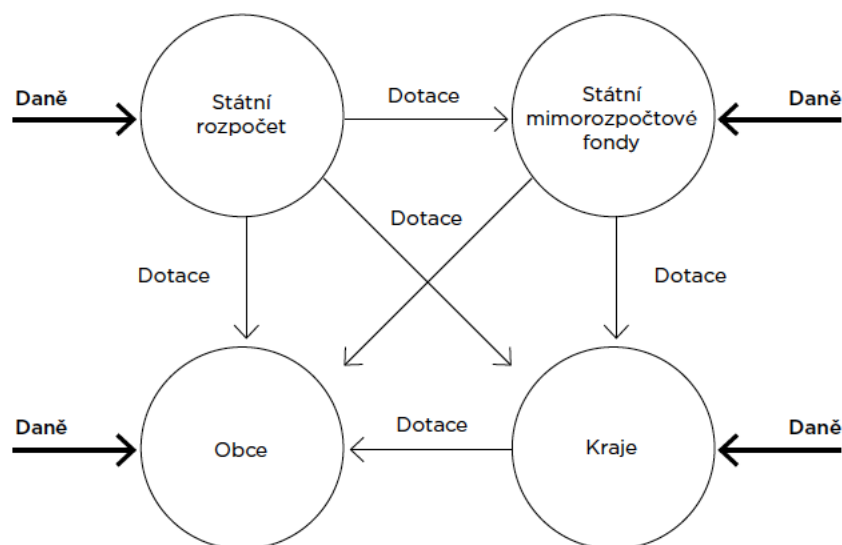 Daně
Státní
rozpočet
Dotace
Státní
mimorozpočtové
fondy
Daně
Dotace
Dotace
Dotace
Daně
Obce
Dotace
Kraje
Daně